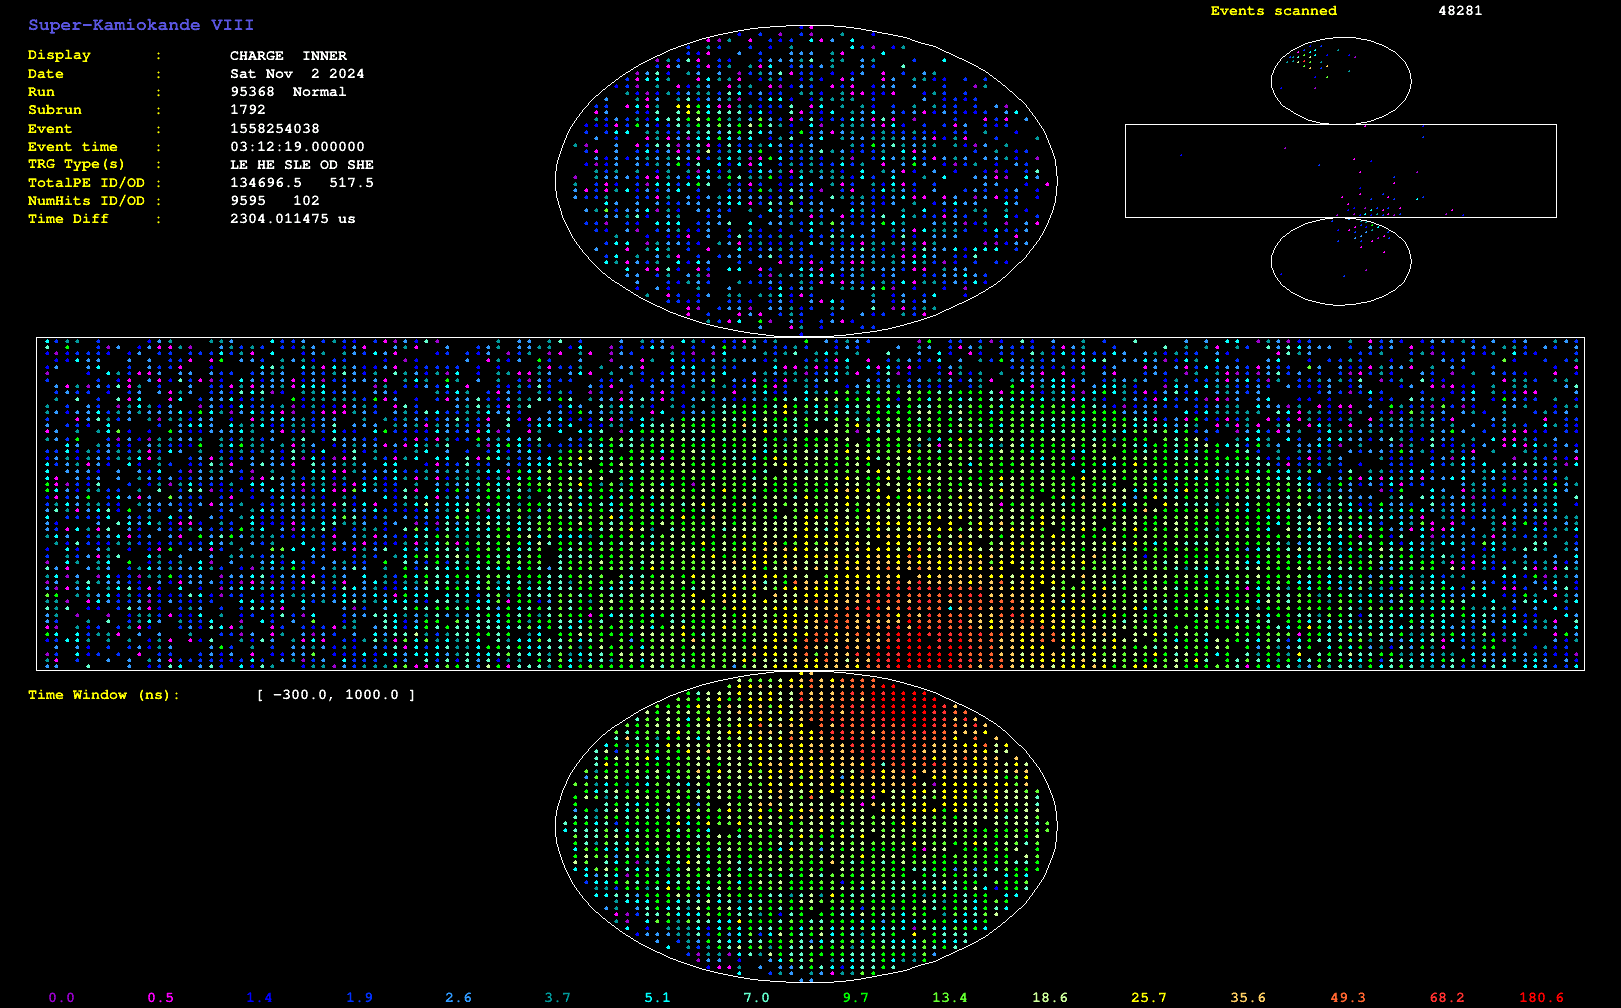 Super-Kamiokande VIII
Events scanned 48281
Display : CHARGE INNER
Date : Sat Nov 2 2024
Run : 95368 Normal
Subrun : 1792
Event : 1558254038
Event time : 03:12:19.000000
TRG Type(s) : LE HE SLE OD SHE
TotalPE ID/OD : 134696.5 517.5
NumHits ID/OD : 9595 102
Time Diff : 2304.011475 us
Time Window (ns): [ -300.0, 1000.0 ]
0.0 0.5 1.4 1.9 2.6 3.7 5.1 7.0 9.7 13.4 18.6 25.7 35.6 49.3 68.2 180.6